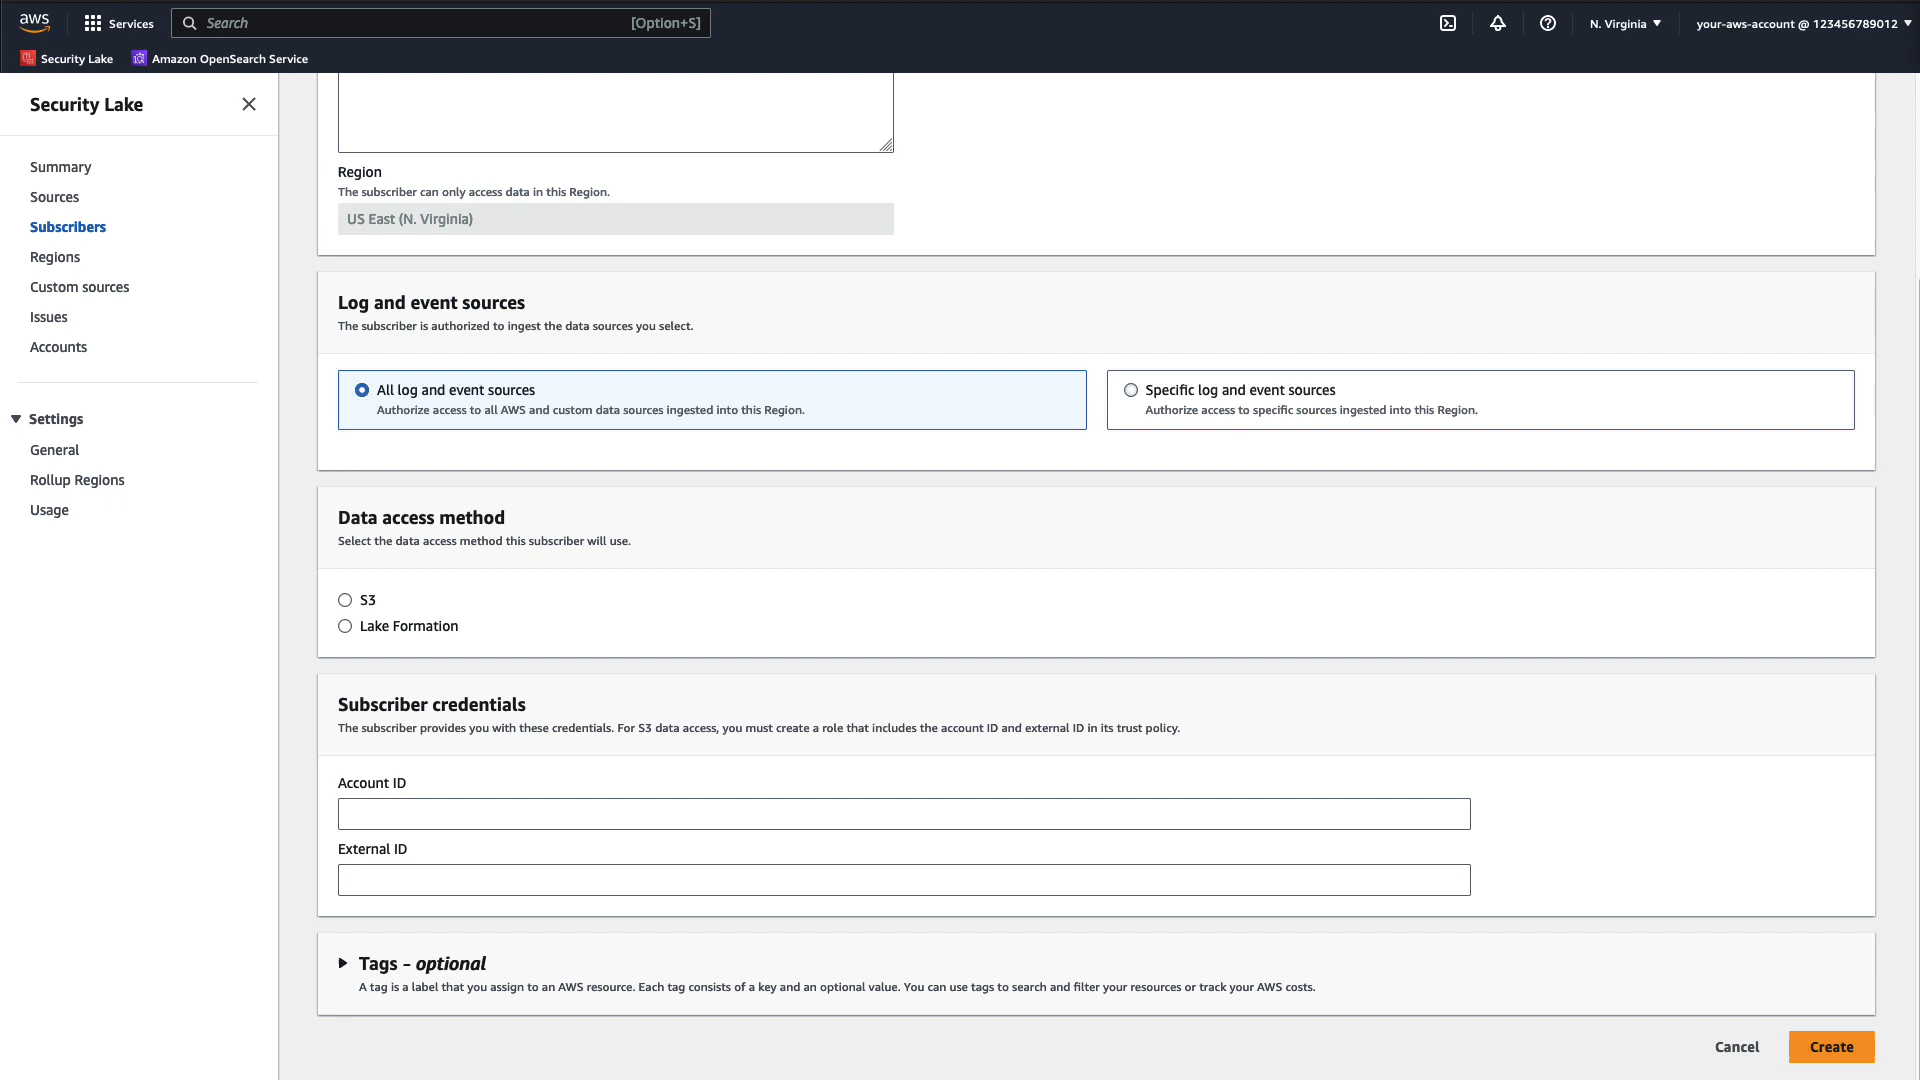 aws
Services
Search
[Option+S]
N. Virginia
your-aws-account @ 123456789012
Security Lake
Amazon OpenSearch Service
Security Lake
Summary
Sources
Subscribers
Regions
Custom sources
Issues
Accounts
Settings
General
Rollup Regions
Usage
Region
The subscriber can only access data in this Region.
US East (N. Virginia)
Log and event sources
The subscriber is authorized to ingest the data sources you select.
All log and event sources
Authorize access to all AWS and custom data sources ingested into this Region.
Specific log and event sources
Authorize access to specific sources ingested into this Region.
Data access method
Select the data access method this subscriber will use.
S3
Lake Formation
Subscriber credentials
The subscriber provides you with these credentials. For S3 data access, you must create a role that includes the account ID and external ID in its trust policy.
Account ID
External ID
Tags - optional
A tag is a label that you assign to an AWS resource. Each tag consists of a key and an optional value. You can use tags to search and filter your resources or track your AWS costs.
Cancel
Create